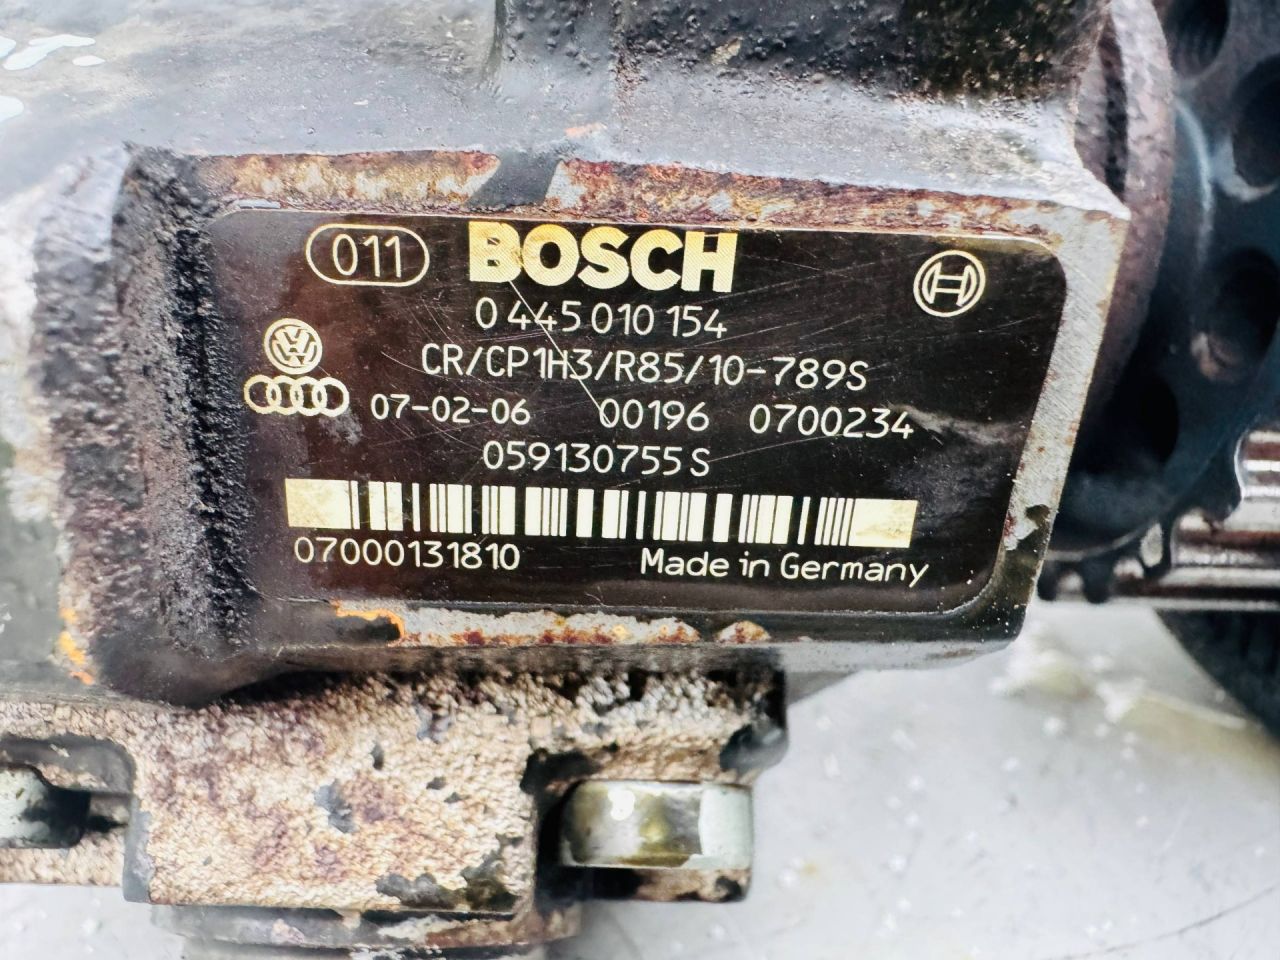 011 BOSCH
0 445 010 154
CR/CP1H3/R85/10-789S
07-02-06 00196 0700234
059130755 S
07000131810 Made in Germany